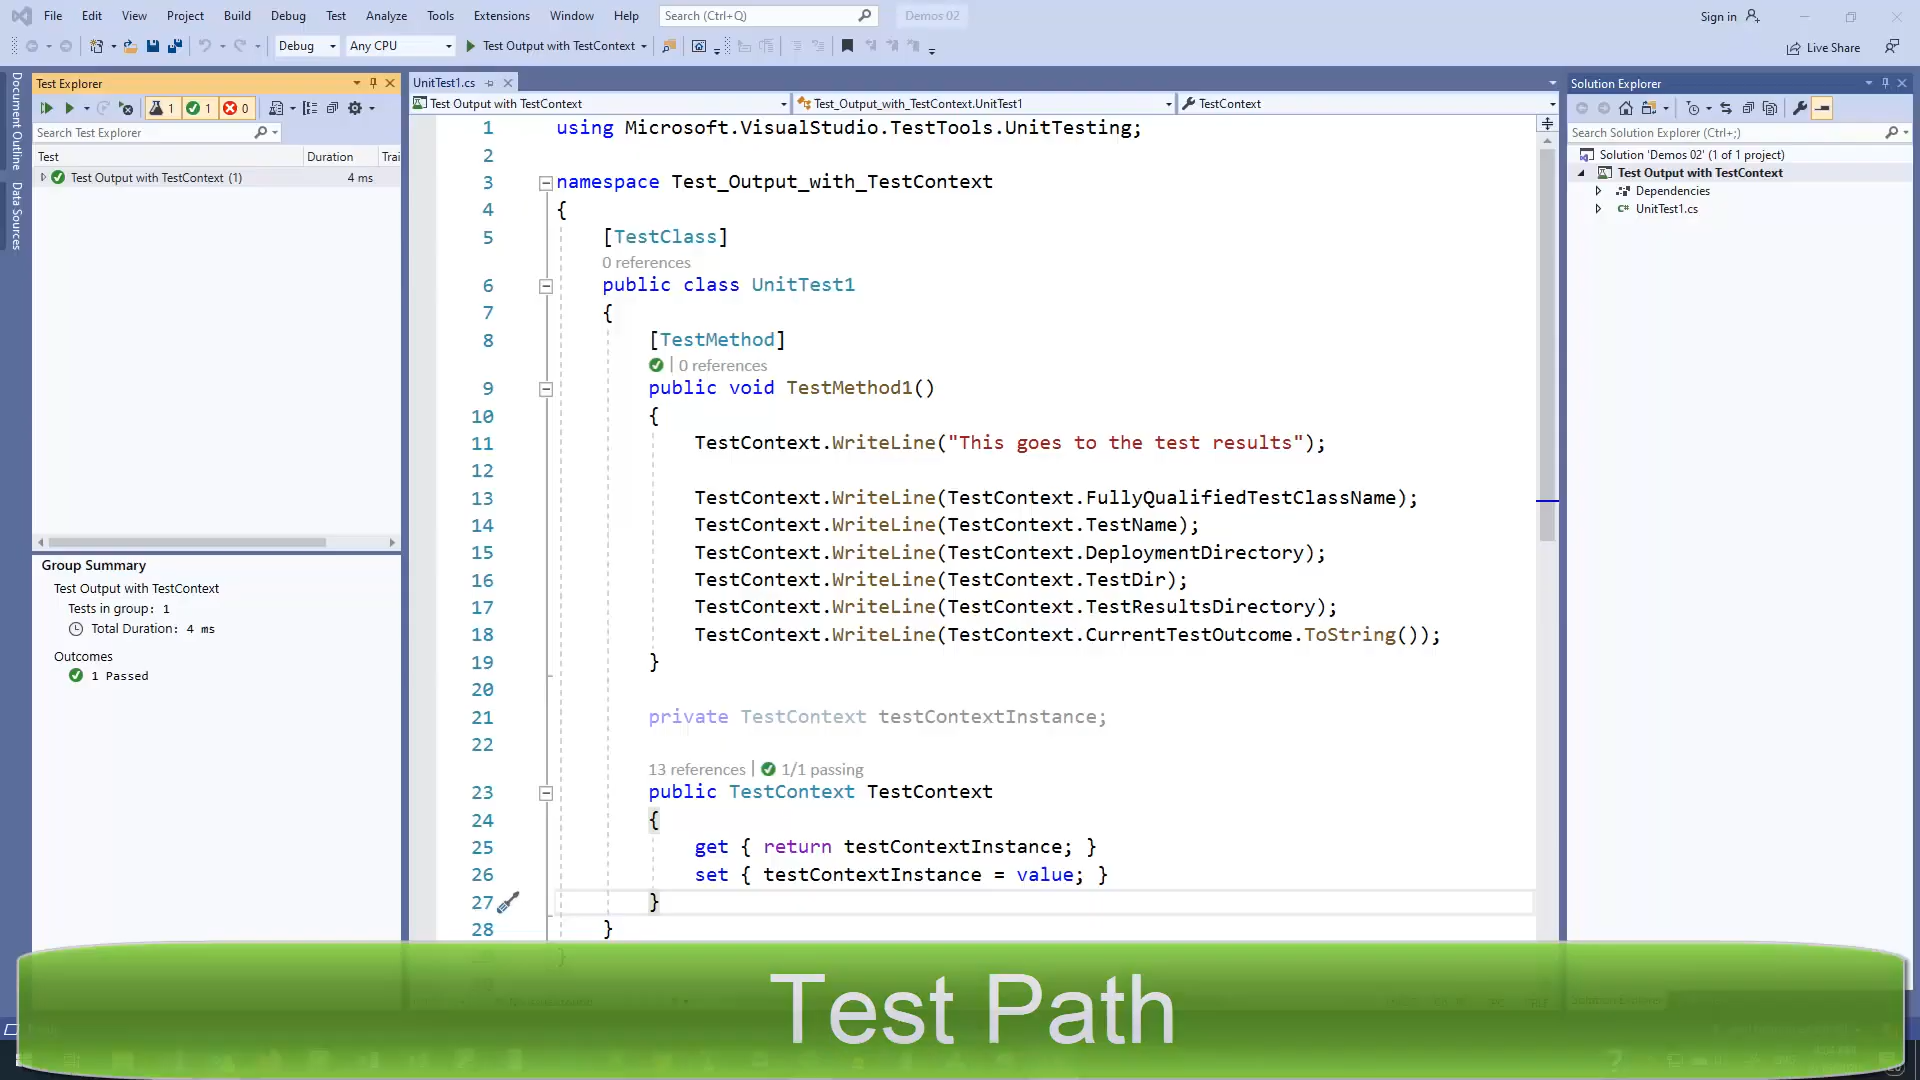 File Edit View Project Build Debug Test Analyze Tools Extensions Window Help Search (Ctrl+Q) Demos 02 Sign in
Debug Any CPU Test Output with TestContext Live Share
Document Outline
Data Sources
Test Explorer
1 1 0
Search Test Explorer
Test Duration Trai
Test Output with TestContext (1) 4 ms
Group Summary
Test Output with TestContext
Tests in group: 1
Total Duration: 4 ms
Outcomes
1 Passed
UnitTest1.cs
Test Output with TestContext Test_Output_with_TestContext.UnitTest1 TestContext
1 using Microsoft.VisualStudio.TestTools.UnitTesting;
2
3 namespace Test_Output_with_TestContext
4 {
5 [TestClass]
0 references
6 public class UnitTest1
7 {
8 [TestMethod]
0 references
9 public void TestMethod1()
10 {
11 TestContext.WriteLine("This goes to the test results");
12
13 TestContext.WriteLine(TestContext.FullyQualifiedTestClassName);
14 TestContext.WriteLine(TestContext.TestName);
15 TestContext.WriteLine(TestContext.DeploymentDirectory);
16 TestContext.WriteLine(TestContext.TestDir);
17 TestContext.WriteLine(TestContext.TestResultsDirectory);
18 TestContext.WriteLine(TestContext.CurrentTestOutcome.ToString());
19 }
20
21 private TestContext testContextInstance;
22
13 references | 1/1 passing
23 public TestContext TestContext
24 {
25 get { return testContextInstance; }
26 set { testContextInstance = value; }
27 }
28 }
}
Solution Explorer
Search Solution Explorer (Ctrl+;)
Solution 'Demos 02' (1 of 1 project)
Test Output with TestContext
Dependencies
C# UnitTest1.cs
Test Path